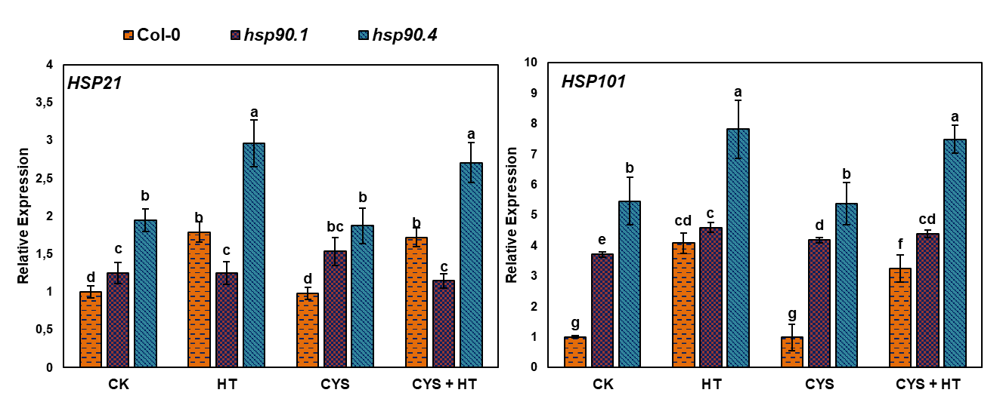 Col-0 hsp90.1 hsp90.4
HSP21
Relative Expression
4
3,5
3
2,5
2
1,5
1
0,5
0
d c b
b c a
d bc b
b c a
CK HT CYS CYS + HT
HSP101
Relative Expression
10
9
8
7
6
5
4
3
2
1
0
g e b
cd c a
g d b
f cd a
CK HT CYS CYS + HT